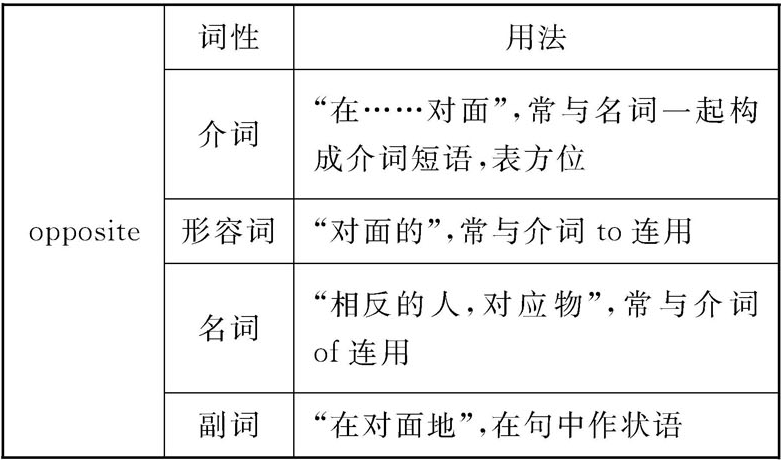 词性 用法
介词 “在……对面”,常与名词一起构
成介词短语,表方位
opposite 形容词 “对面的”,常与介词 to 连用
名词 “相反的人,对应物”,常与介词
of 连用
副词 “在对面地”,在句中作状语